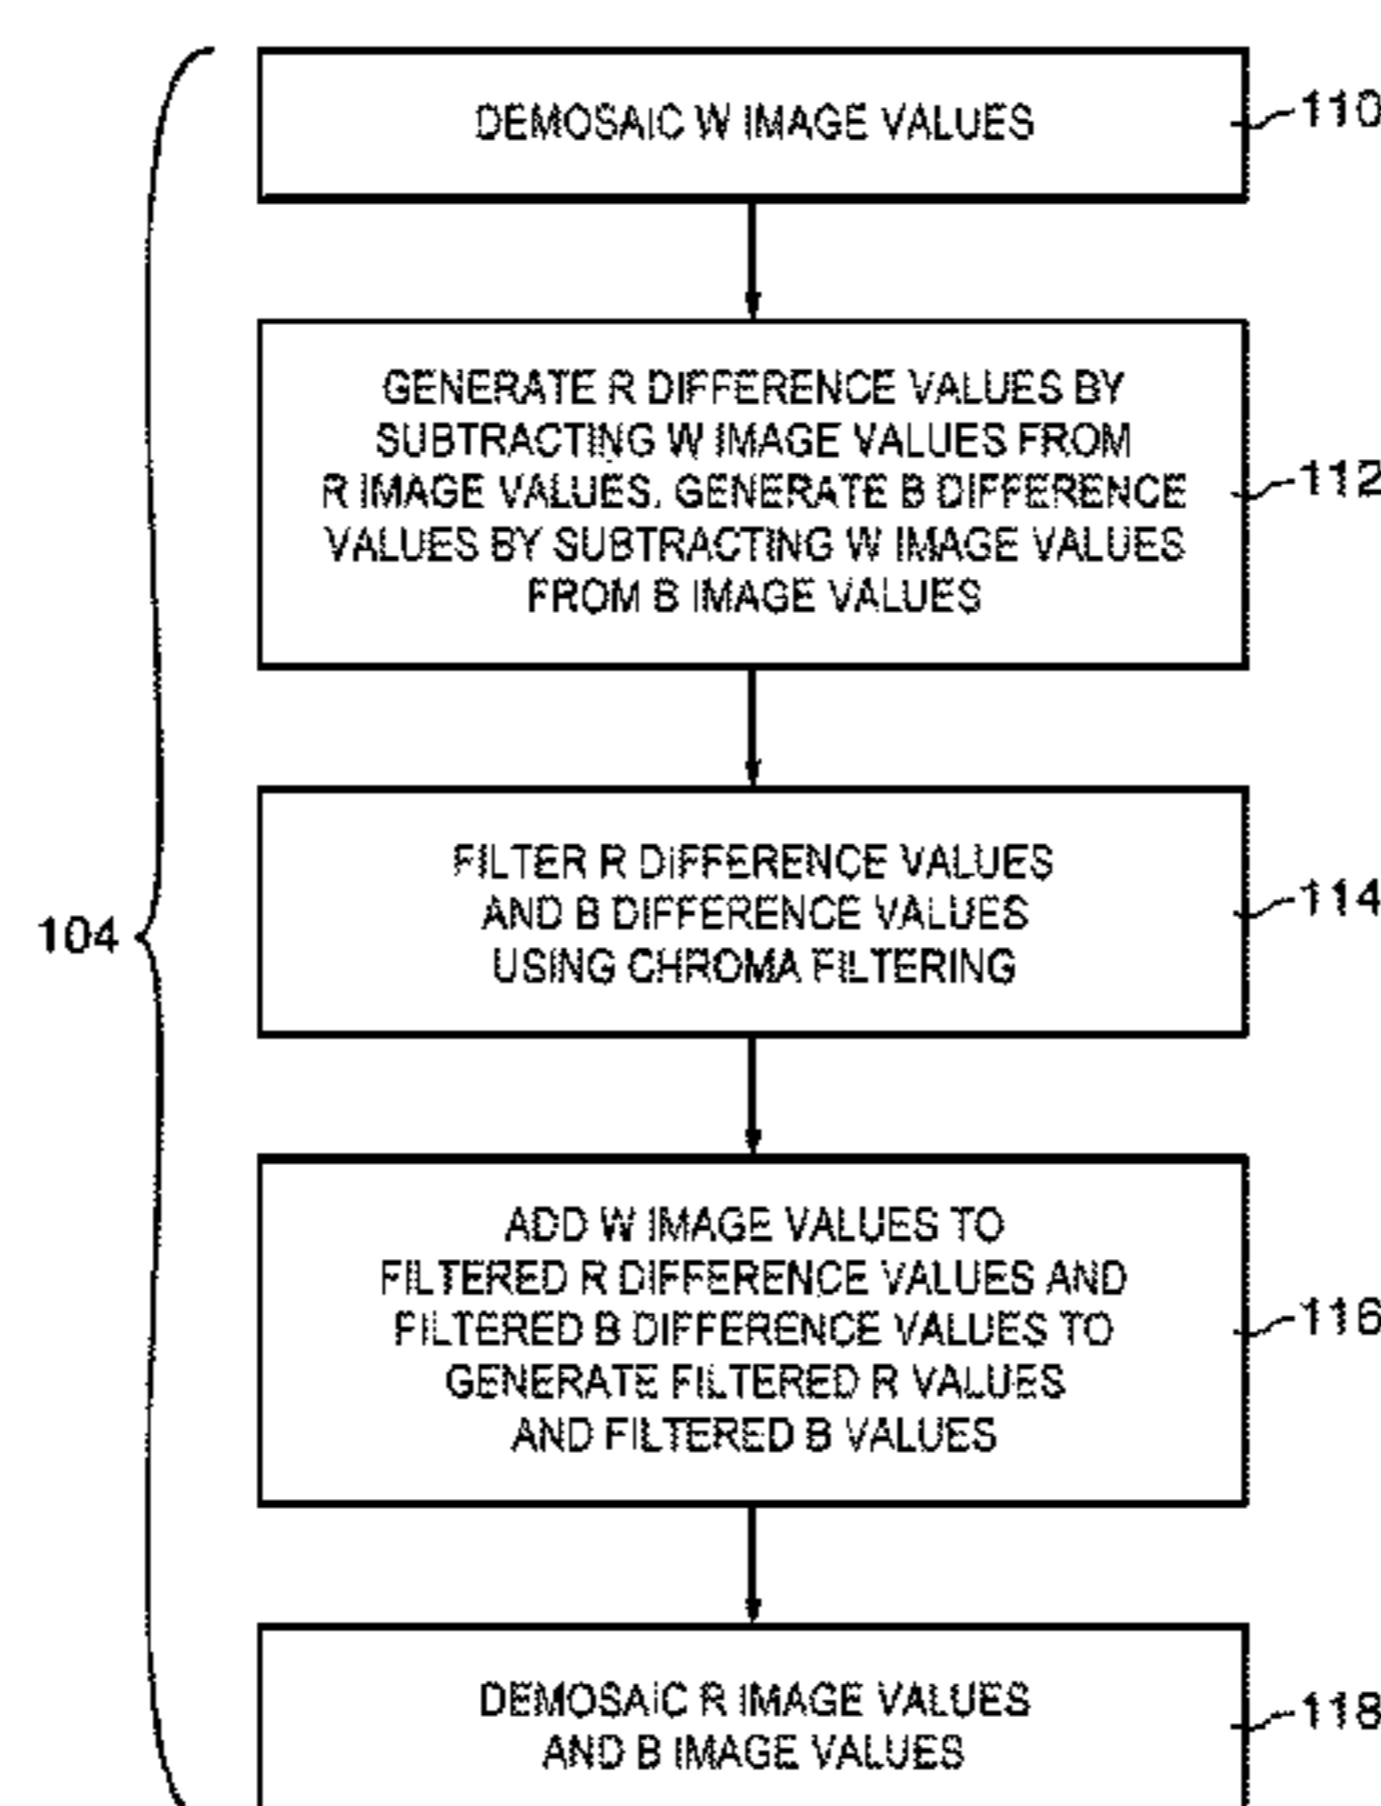 DEMOSAIC W IMAGE VALUES
110
GENERATE R DIFFERENCE VALUES BY
SUBTRACTING W IMAGE VALUES FROM
R IMAGE VALUES. GENERATE B DIFFERENCE
VALUES BY SUBTRACTING W IMAGE VALUES
FROM B IMAGE VALUES
112
FILTER R DIFFERENCE VALUES
AND B DIFFERENCE VALUES
USING CHROMA FILTERING
114
104
ADD W IMAGE VALUES TO
FILTERED R DIFFERENCE VALUES AND
FILTERED B DIFFERENCE VALUES TO
GENERATE FILTERED R VALUES
AND FILTERED B VALUES
116
DEMOSAIC R IMAGE VALUES
AND B IMAGE VALUES
118